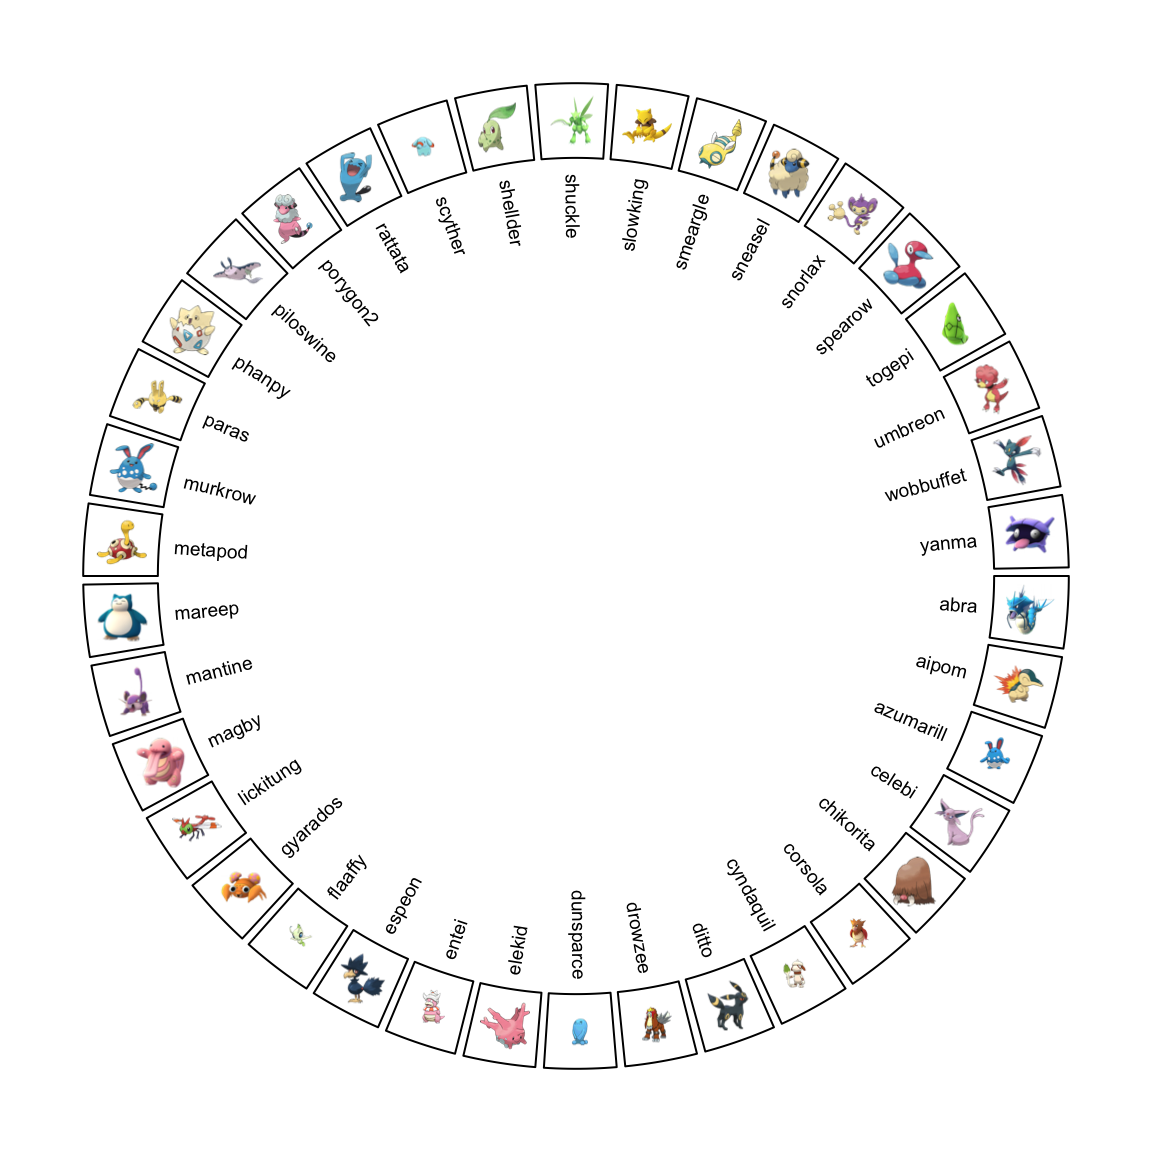 abra
aipom
azumarill
celebi
chikorita
corsola
cyndaquil
ditto
drowzee
dunsparce
elekid
entei
espeon
flaaffy
gyarados
lickitung
magby
mantine
mareep
metapod
murkrow
paras
phanpy
piloswine
porygon2
rattata
scyther
shellder
shuckle
slowking
smeargle
sneasel
snorlax
spearow
togepi
umbreon
wobbuffet
yanma